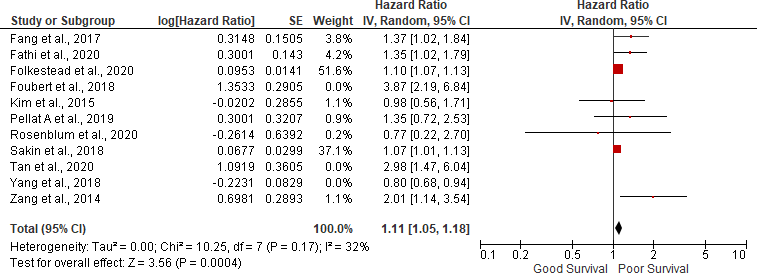 Hazard Ratio Hazard Ratio
Study or Subgroup log[Hazard Ratio] SE Weight IV, Random, 95% CI IV, Random, 95% CI
Fang et al., 2017 0.3148 0.1505 3.8% 1.37 [1.02, 1.84]
Fathi et al., 2020 0.3001 0.143 4.2% 1.35 [1.02, 1.79]
Folkestead et al., 2020 0.0953 0.0141 51.6% 1.10 [1.07, 1.13]
Foubert et al., 2018 1.3533 0.2905 0.0% 3.87 [2.19, 6.84]
Kim et al., 2015 -0.0202 0.2855 1.1% 0.98 [0.56, 1.71]
Pellat A et al., 2019 0.3001 0.3207 0.9% 1.35 [0.72, 2.53]
Rosenblum et al., 2020 -0.2614 0.6392 0.2% 0.77 [0.22, 2.70]
Sakin et al., 2018 0.0677 0.0299 37.1% 1.07 [1.01, 1.13]
Tan et al., 2020 1.0919 0.3605 0.0% 2.98 [1.47, 6.04]
Yang et al., 2018 -0.2231 0.0829 0.0% 0.80 [0.68, 0.94]
Zang et al., 2014 0.6981 0.2893 1.1% 2.01 [1.14, 3.54]
Total (95% CI) 100.0% 1.11 [1.05, 1.18]
Heterogeneity: Tau² = 0.00; Chi² = 10.25, df = 7 (P = 0.17); I² = 32%
Test for overall effect: Z = 3.56 (P = 0.0004)
0.1 0.2 0.5 1 2 5 10
Good Survival Poor Survival